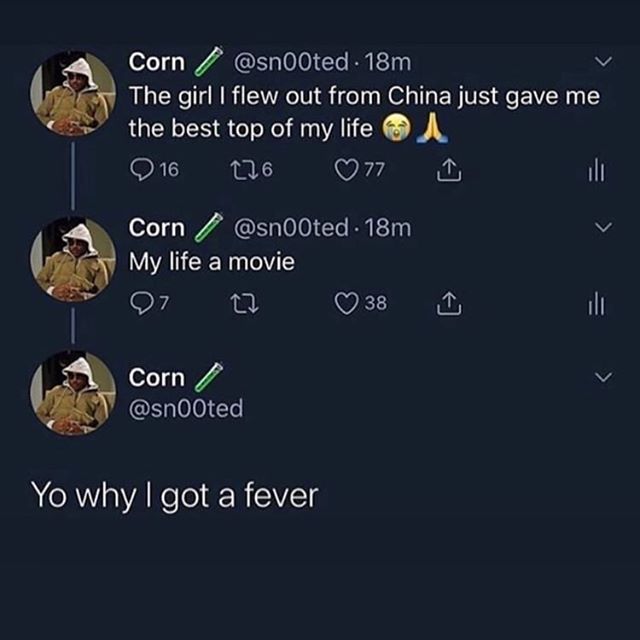 Corn 🧪 @sn00ted · 18m
The girl I flew out from China just gave me
the best top of my life 😭🙏
16 6 77
Corn 🧪 @sn00ted · 18m
My life a movie
7 38
Corn 🧪
@sn00ted
Yo why I got a fever